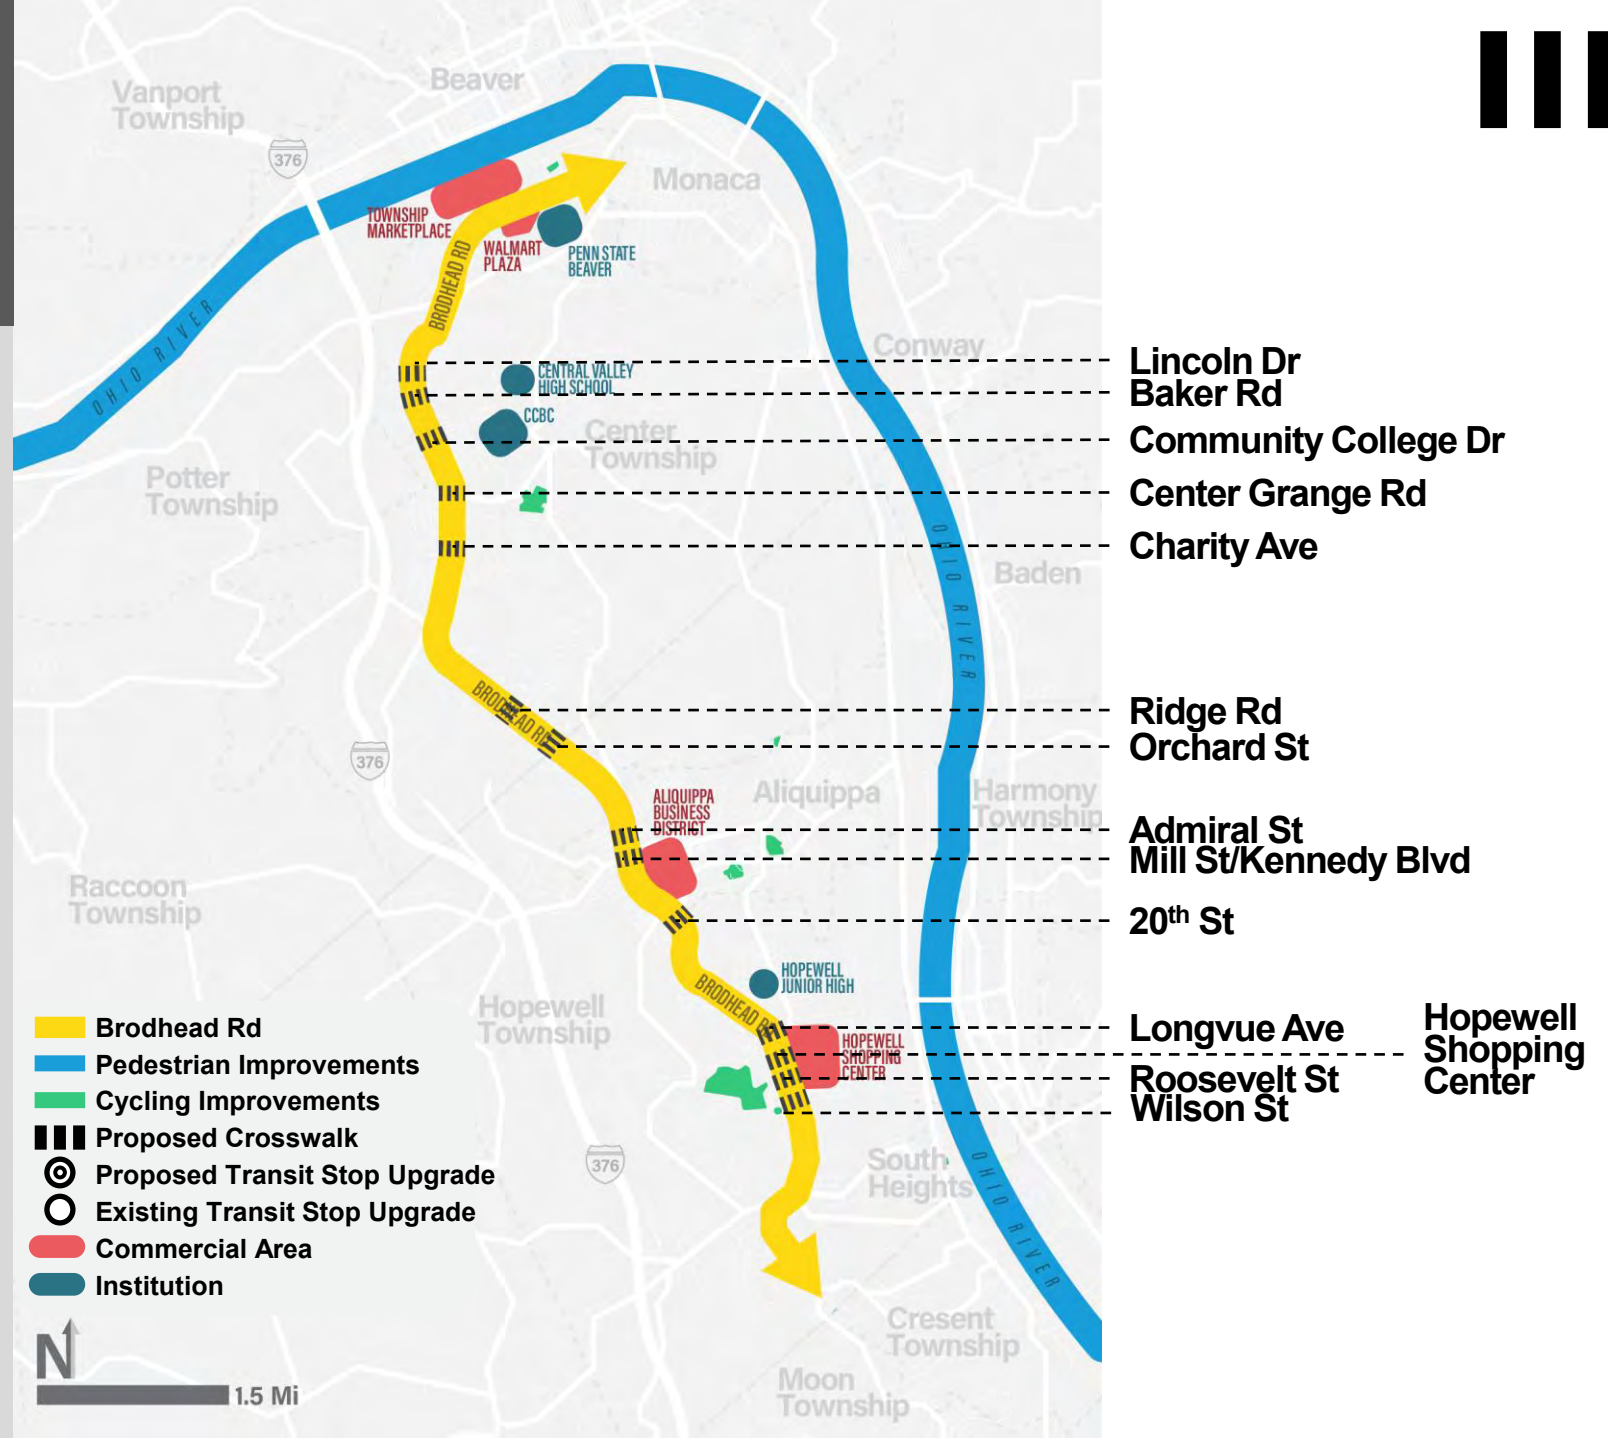 Vanport
Township
Beaver
376
Monaca
TOWNSHIP
MARKETPLACE
WALMART
PLAZA
PENN STATE
BEAVER
BRODHEAD RD
OHIO RIVER
Conway
CENTRAL VALLEY
HIGH SCHOOL
CCBC
Center
Township
Potter
Township
Lincoln Dr
Baker Rd
Community College Dr
Center Grange Rd
Charity Ave
OHIO RIVER
Baden
BRODHEAD RD
Ridge Rd
Orchard St
376
ALIQUIPPA
BUSINESS
DISTRICT
Aliquippa
Harmony
Township
Admiral St
Mill St/Kennedy Blvd
Raccoon
Township
20th St
HOPEWELL
JUNIOR HIGH
BRODHEAD RD
Hopewell
Township
HOPEWELL
SHOPPING
CENTER
Longvue Ave
Hopewell
Shopping
Center
Roosevelt St
Wilson St
Brodhead Rd
Pedestrian Improvements
Cycling Improvements
Proposed Crosswalk
Proposed Transit Stop Upgrade
Existing Transit Stop Upgrade
Commercial Area
Institution
376
South
Heights
OHIO RIVER
Cresent
Township
Moon
Township
N
1.5 Mi